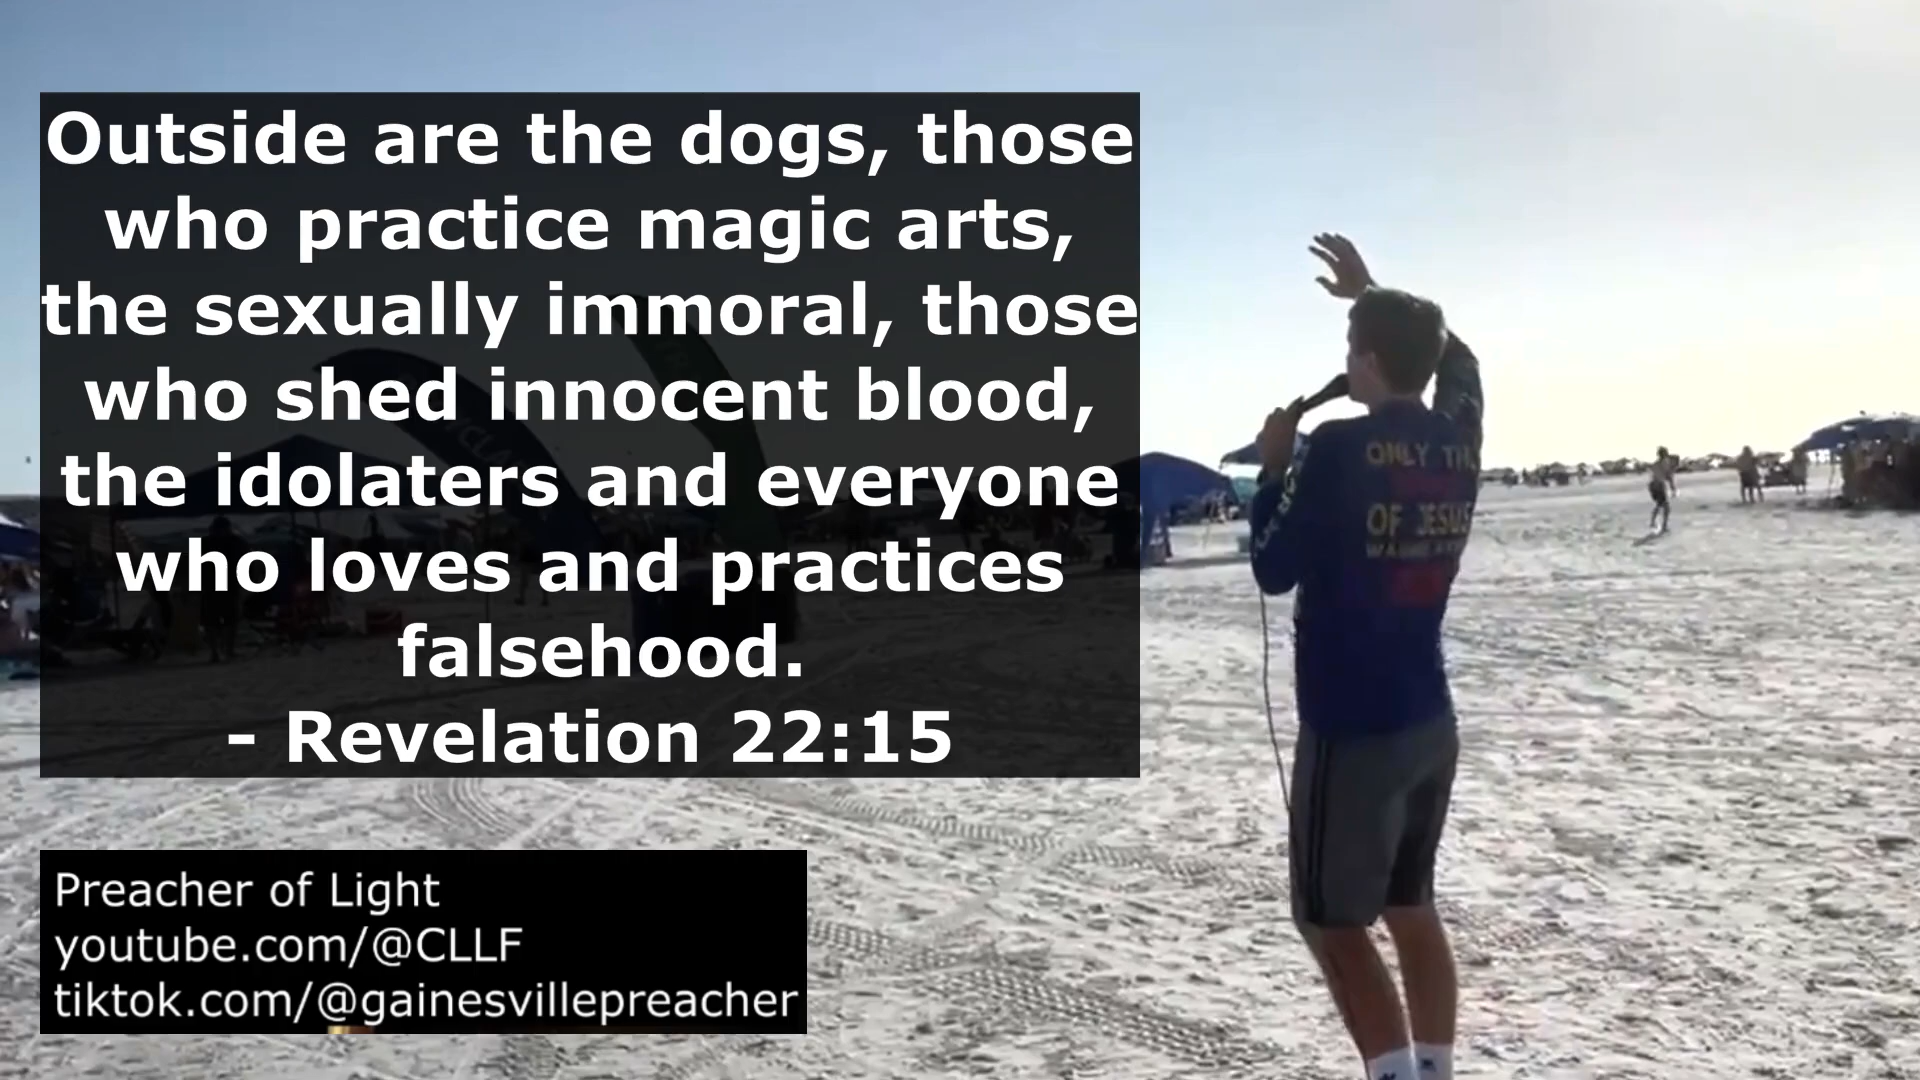 Outside are the dogs, those
who practice magic arts,
the sexually immoral, those
who shed innocent blood,
the idolaters and everyone
who loves and practices
falsehood.
- Revelation 22:15
ONLY THE
OF JESUS
Preacher of Light
youtube.com/@CLLF
tiktok.com/@gainesvillepreacher